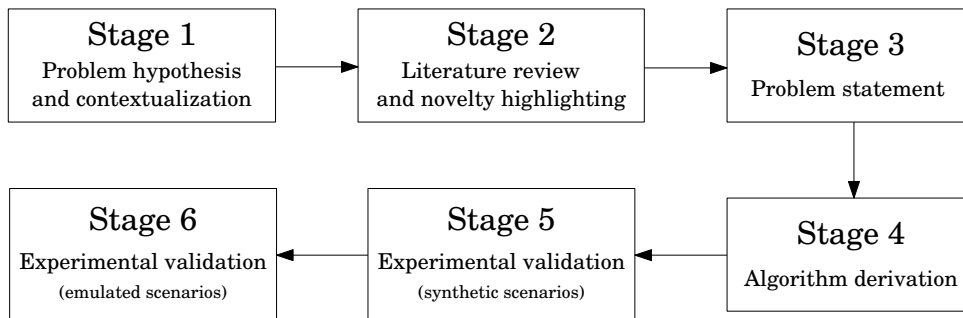 Stage 1
Problem hypothesis
and contextualization
Stage 2
Literature review
and novelty highlighting
Stage 3
Problem statement
Stage 4
Algorithm derivation
Stage 5
Experimental validation
(synthetic scenarios)
Stage 6
Experimental validation
(emulated scenarios)